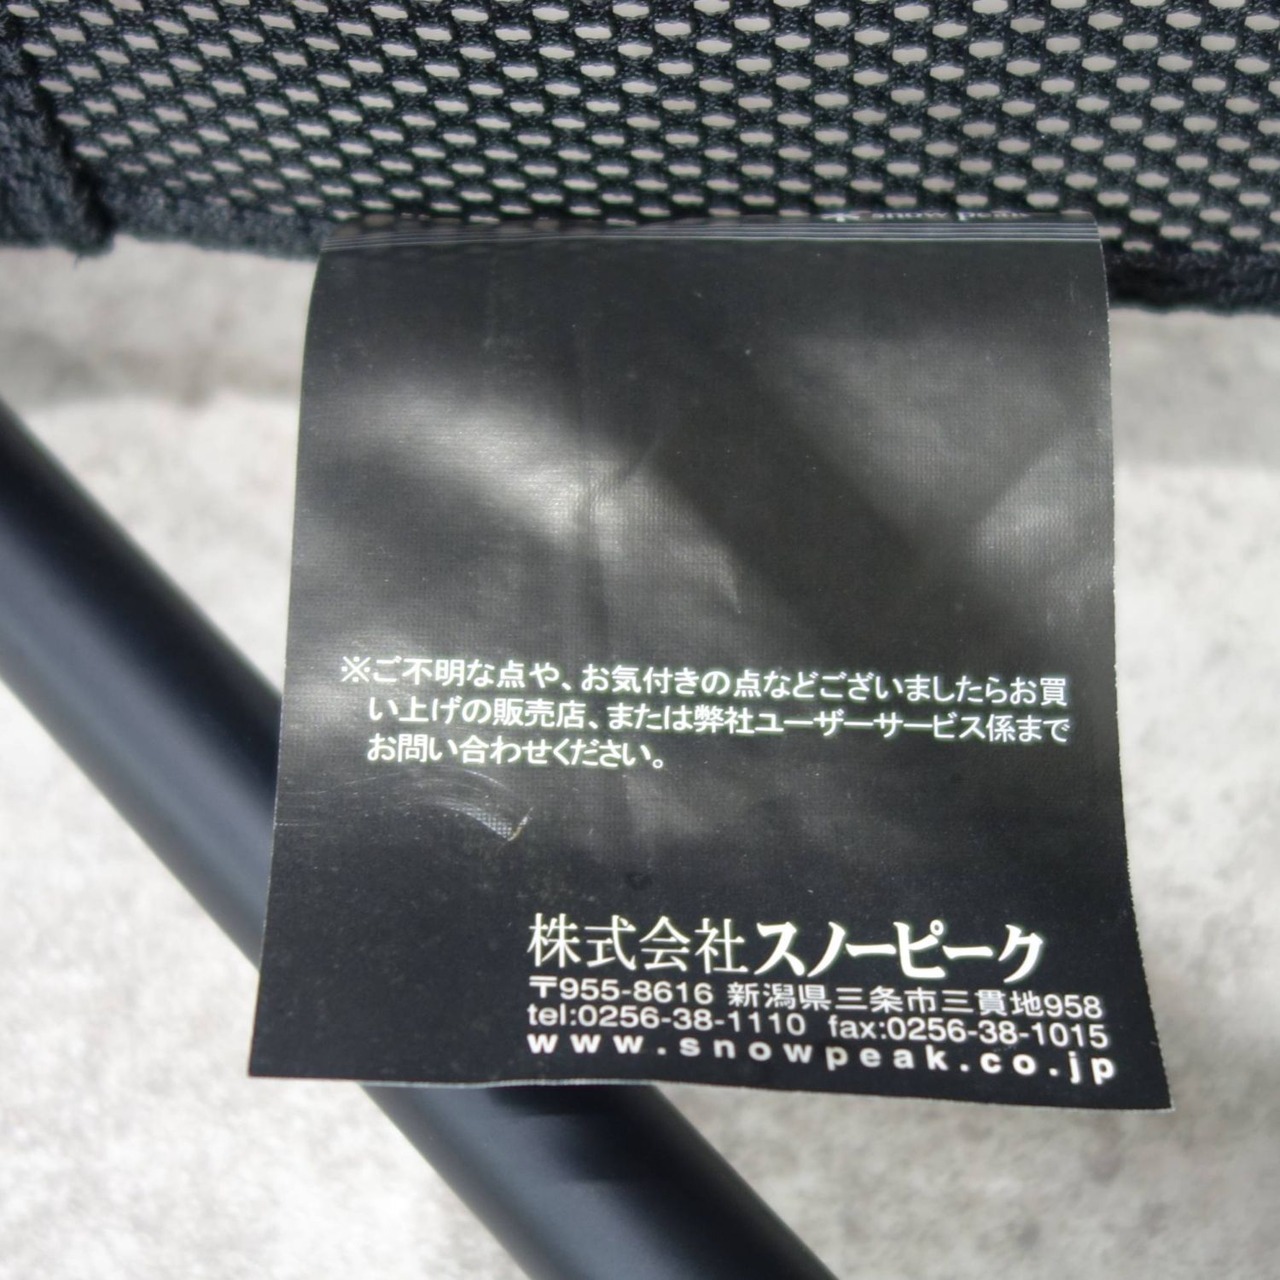 snow peak
※ご不明な点や、お気付きの点などございましたらお買
い上げの販売店、または弊社ユーザーサービス係まで
お問い合わせください。
株式会社スノーピーク
〒955-8616 新潟県三条市三貫地958
tel:0256-38-1110 fax:0256-38-1015
www.snowpeak.co.jp